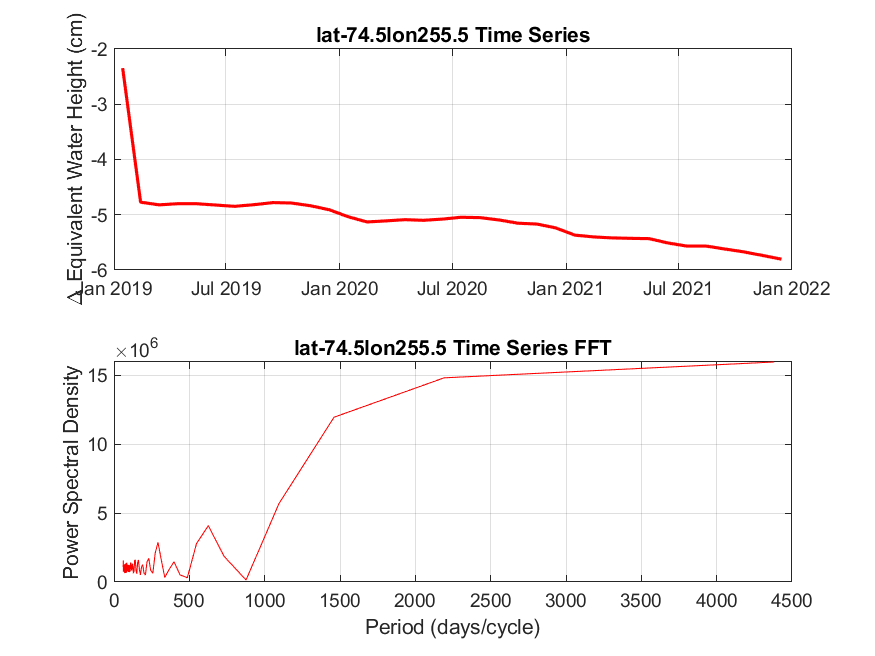 lat-74.5lon255.5 Time Series
Δ Equivalent Water Height (cm)
-2
-3
-4
-5
-6
Jan 2019 Jul 2019 Jan 2020 Jul 2020 Jan 2021 Jul 2021 Jan 2022
lat-74.5lon255.5 Time Series FFT
×10^6
Power Spectral Density
15
10
5
0
0 500 1000 1500 2000 2500 3000 3500 4000 4500
Period (days/cycle)